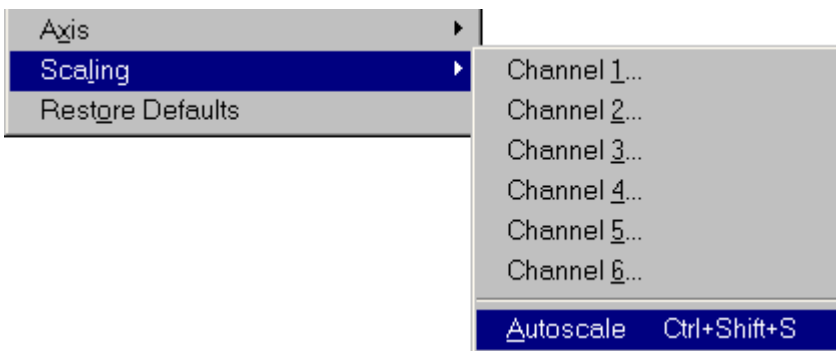 Axis
Scaling
Restore Defaults
Channel 1...
Channel 2...
Channel 3...
Channel 4...
Channel 5...
Channel 6...
Autoscale Ctrl+Shift+S